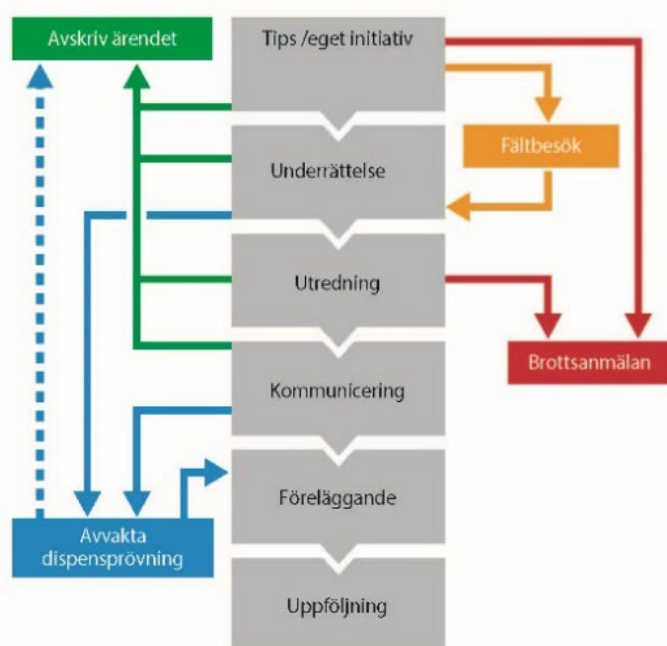 Avskriv ärendet
Tips /eget initiativ
Fältbesök
Underrättelse
Utredning
Brottsanmälan
Kommunicering
Föreläggande
Avvakta
dispensprövning
Uppföljning